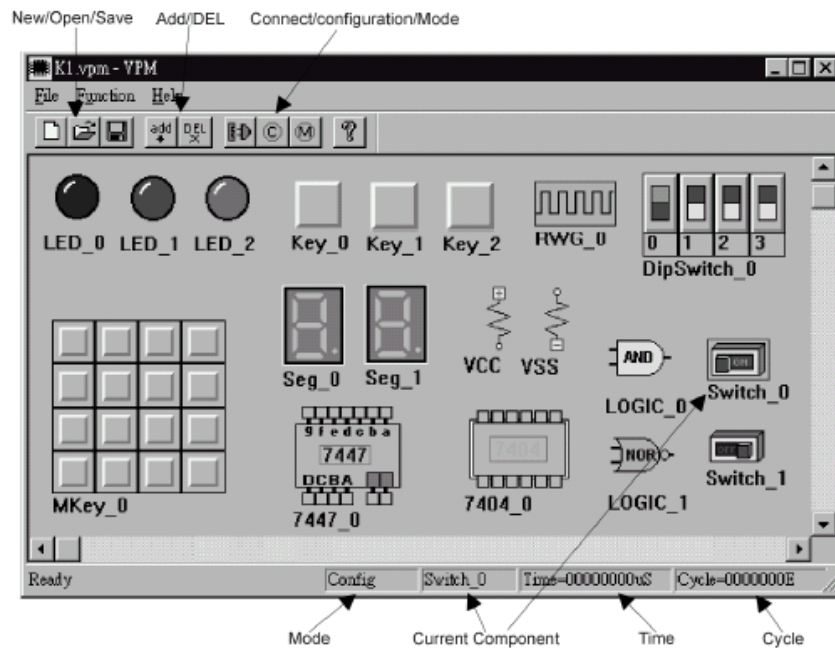 New/Open/Save Add/DEL Connect/configuration/Mode
K1.vpm - VPM
File Function Help
add DEL C M ?
LED_0 LED_1 LED_2 Key_0 Key_1 Key_2 RWG_0
0 1 2 3
DipSwitch_0
Seg_0 Seg_1 VCC VSS
AND
LOGIC_0
ON
Switch_0
g f e d c b a
7447
DCBA
7447_0
7404
7404_0
NOR
LOGIC_1
Switch_1
MKey_0
Ready Config Switch_0 Time=00000000uS Cycle=0000000E
Mode Current Component Time Cycle